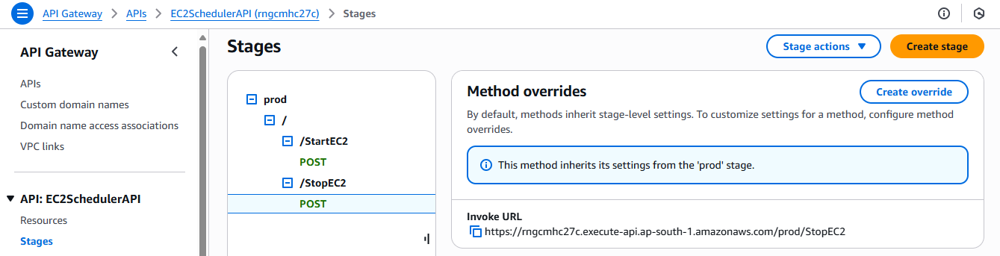 API Gateway > APIs > EC2SchedulerAPI (rngcmhc27c) > Stages
API Gateway
APIs
Custom domain names
Domain name access associations
VPC links
API: EC2SchedulerAPI
Resources
Stages
Stages
Stage actions
Create stage
prod
/
/StartEC2
POST
/StopEC2
POST
Method overrides
Create override
By default, methods inherit stage-level settings. To customize settings for a method, configure method
overrides.
This method inherits its settings from the 'prod' stage.
Invoke URL
https://rngcmhc27c.execute-api.ap-south-1.amazonaws.com/prod/StopEC2